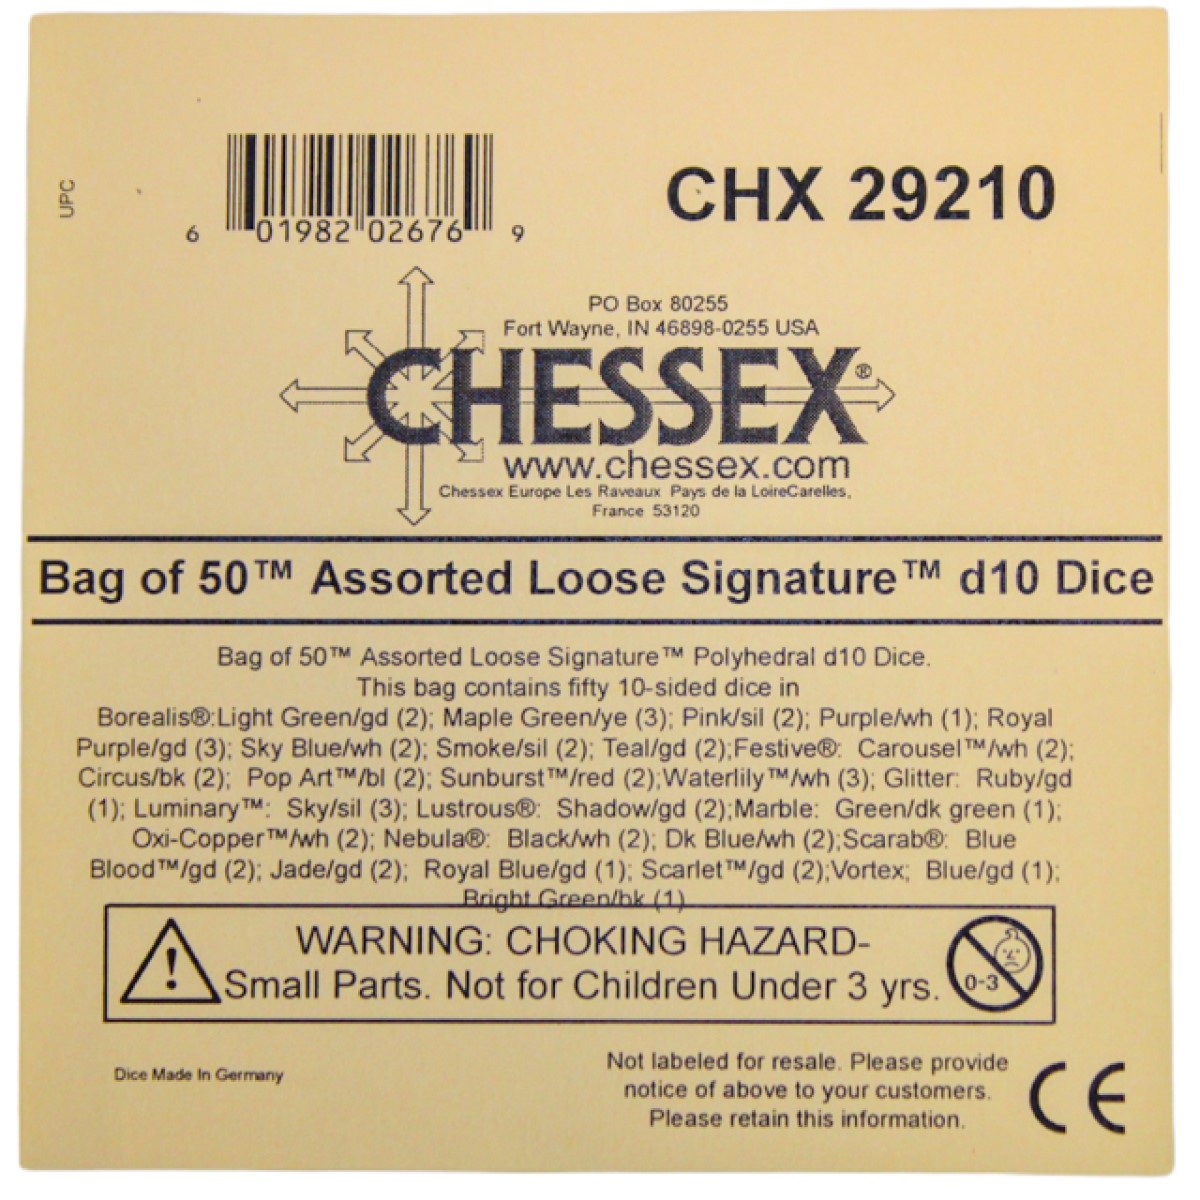 UPC
6 01982 02676 9
CHX 29210
PO Box 80255
Fort Wayne, IN 46898-0255 USA
CHESSEX®
www.chessex.com
Chessex Europe Les Raveaux Pays de la LoireCarelles,
France 53120
Bag of 50™ Assorted Loose Signature™ d10 Dice
Bag of 50™ Assorted Loose Signature™ Polyhedral d10 Dice.
This bag contains fifty 10-sided dice in
Borealis®:Light Green/gd (2); Maple Green/ye (3); Pink/sil (2); Purple/wh (1); Royal
Purple/gd (3); Sky Blue/wh (2); Smoke/sil (2); Teal/gd (2);Festive®: Carousel™/wh (2);
Circus/bk (2); Pop Art™/bl (2); Sunburst™/red (2);Waterlily™/wh (3); Glitter: Ruby/gd
(1); Luminary™: Sky/sil (3); Lustrous®: Shadow/gd (2);Marble: Green/dk green (1);
Oxi-Copper™/wh (2); Nebula®: Black/wh (2); Dk Blue/wh (2);Scarab®: Blue
Blood™/gd (2); Jade/gd (2); Royal Blue/gd (1); Scarlet™/gd (2);Vortex; Blue/gd (1);
Bright Green/bk (1)
WARNING: CHOKING HAZARD-
Small Parts. Not for Children Under 3 yrs.
0-3
Dice Made In Germany
Not labeled for resale. Please provide
notice of above to your customers.
Please retain this information.
CE